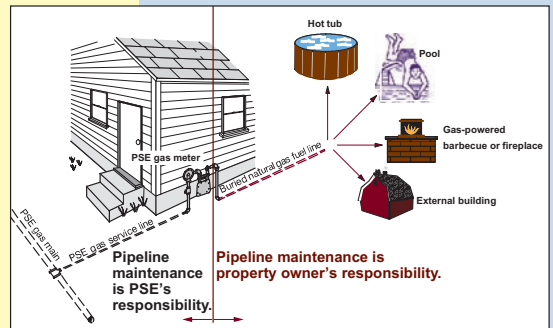 Hot tub
Pool
Gas-powered
barbecue or fireplace
External building
PSE gas meter
Buried natural gas fuel line
PSE gas service line
PSE gas main
Pipeline
maintenance
is PSE's
responsibility.
Pipeline maintenance is
property owner's responsibility.